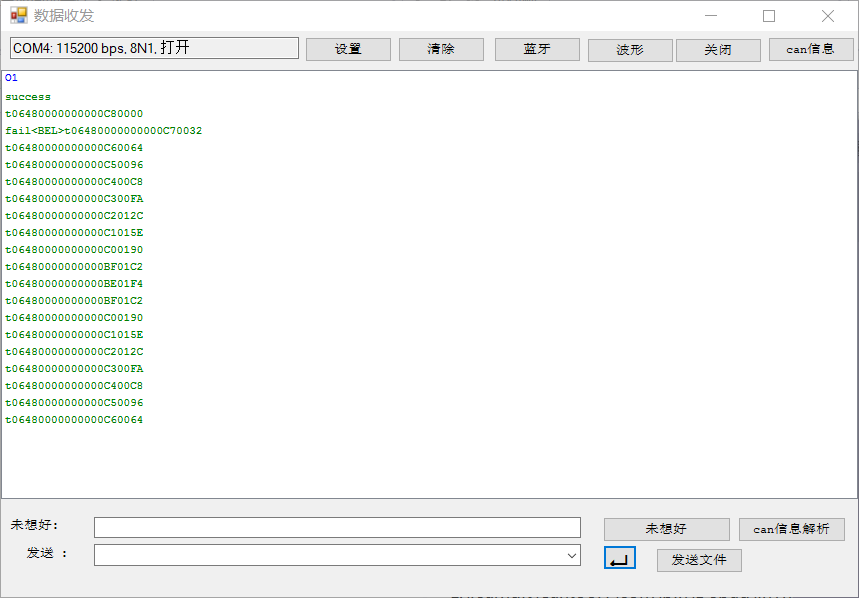 数据收发
COM4: 115200 bps, 8N1, 打开
设置
清除
蓝牙
波形
关闭
can信息
O1
success
t06480000000000C80000
fail<BEL>t06480000000000C70032
t06480000000000C60064
t06480000000000C50096
t06480000000000C400C8
t06480000000000C300FA
t06480000000000C2012C
t06480000000000C1015E
t06480000000000C00190
t06480000000000BF01C2
t06480000000000BE01F4
t06480000000000BF01C2
t06480000000000C00190
t06480000000000C1015E
t06480000000000C2012C
t06480000000000C300FA
t06480000000000C400C8
t06480000000000C50096
t06480000000000C60064
未想好:
未想好
can信息解析
发送 :
发送文件